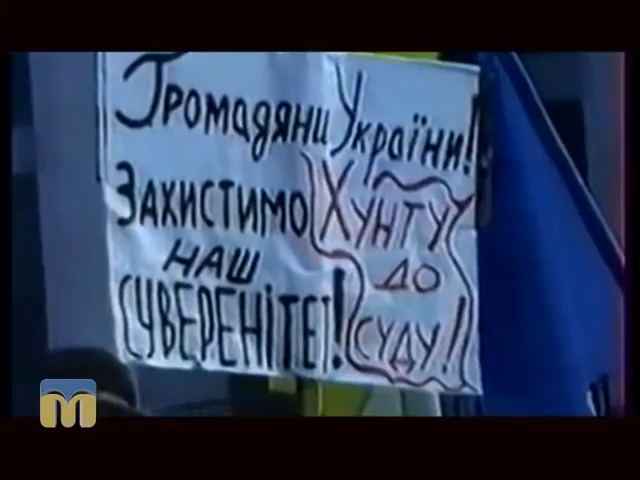 Громадяни України!
Захистимо
наш
суверенітет!
Хунту
до
суду!!
M